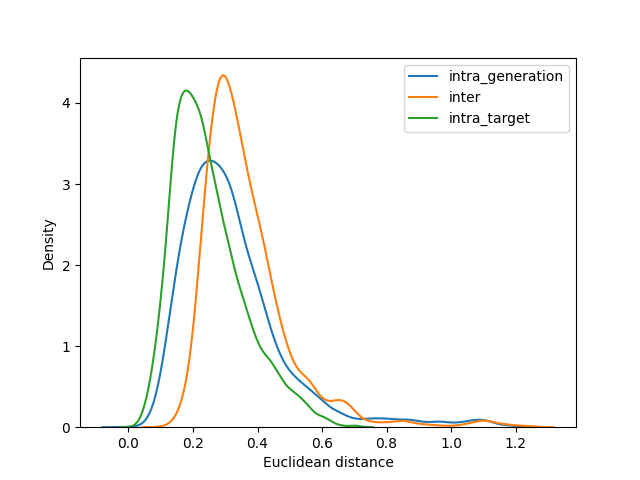 intra_generation
inter
intra_target
Density
4
3
2
1
0
0.0 0.2 0.4 0.6 0.8 1.0 1.2
Euclidean distance